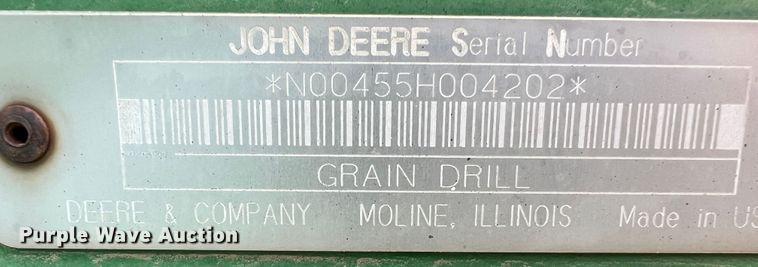 JOHN DEERE Serial Number
*N00455H004202*
GRAIN DRILL
DEERE & COMPANY MOLINE, ILLINOIS Made in US
Purple Wave Auction